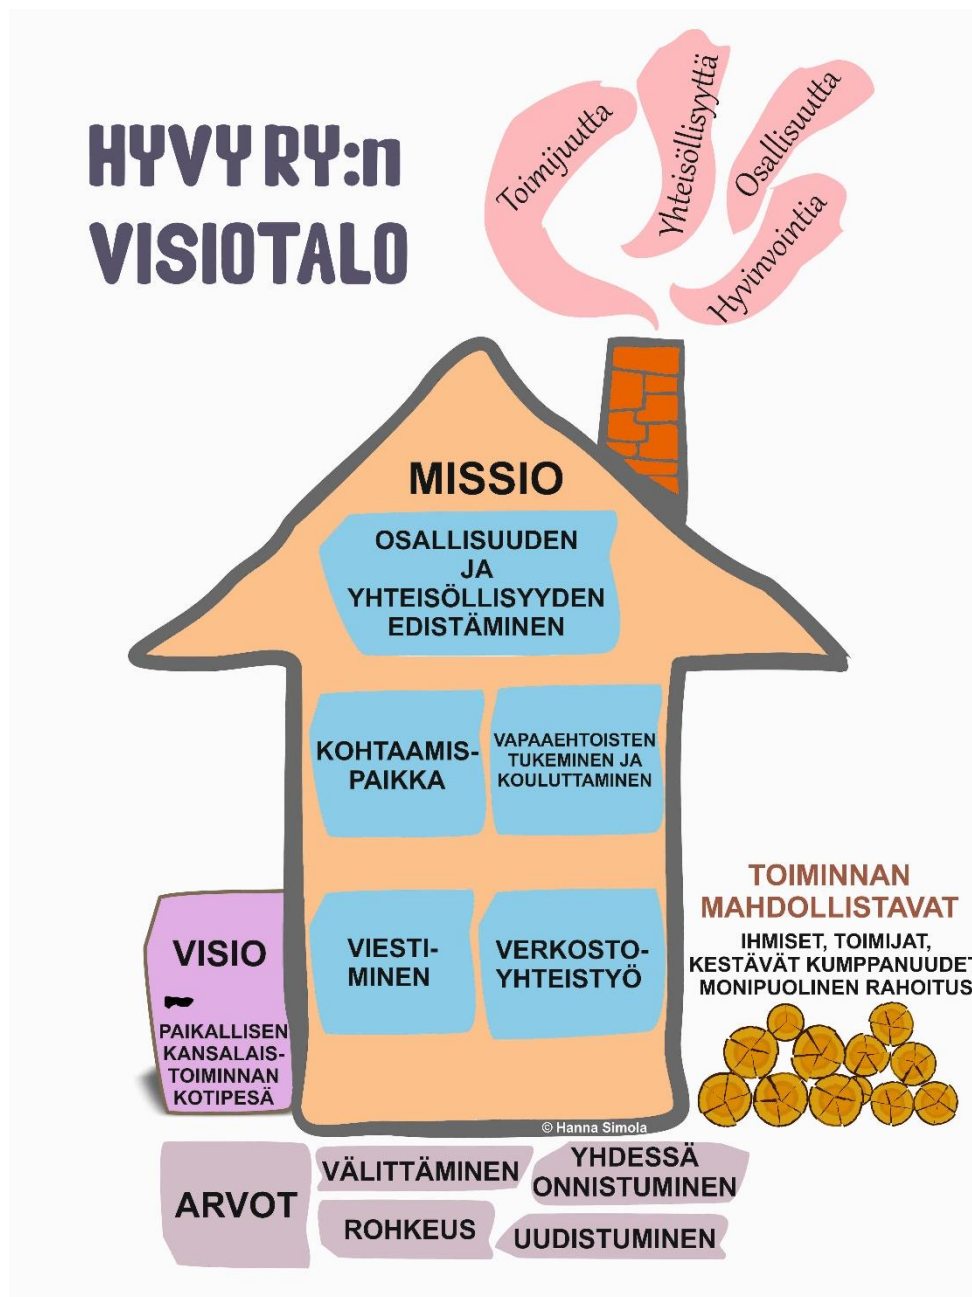 HYVY RY:n
VISIOTALO
Toimijuutta
Yhteisöllisyyttä
Osallisuutta
Hyvinvointia
MISSIO
OSALLISUUDEN
JA
YHTEISÖLLISYYDEN
EDISTÄMINEN
KOHTAAMIS-
PAIKKA
VAPAAEHTOISTEN
TUKEMINEN JA
KOULUTTAMINEN
VIESTI-
MINEN
VERKOSTO-
YHTEISTYÖ
VISIO
PAIKALLISEN
KANSALAIS-
TOIMINNAN
KOTIPESÄ
TOIMINNAN
MAHDOLLISTAVAT
IHMISET, TOIMIJAT,
KESTÄVÄT KUMPPANUUDET
MONIPUOLINEN RAHOITUS
© Hanna Simola
ARVOT
VÄLITTÄMINEN
YHDESSÄ
ONNISTUMINEN
ROHKEUS
UUDISTUMINEN